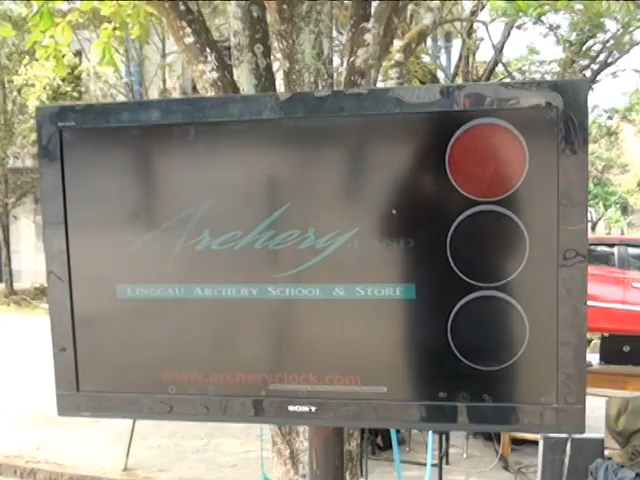 Archery LAND
LINGGAU ARCHERY SCHOOL & STORE
www.archeryclock.com
SONY